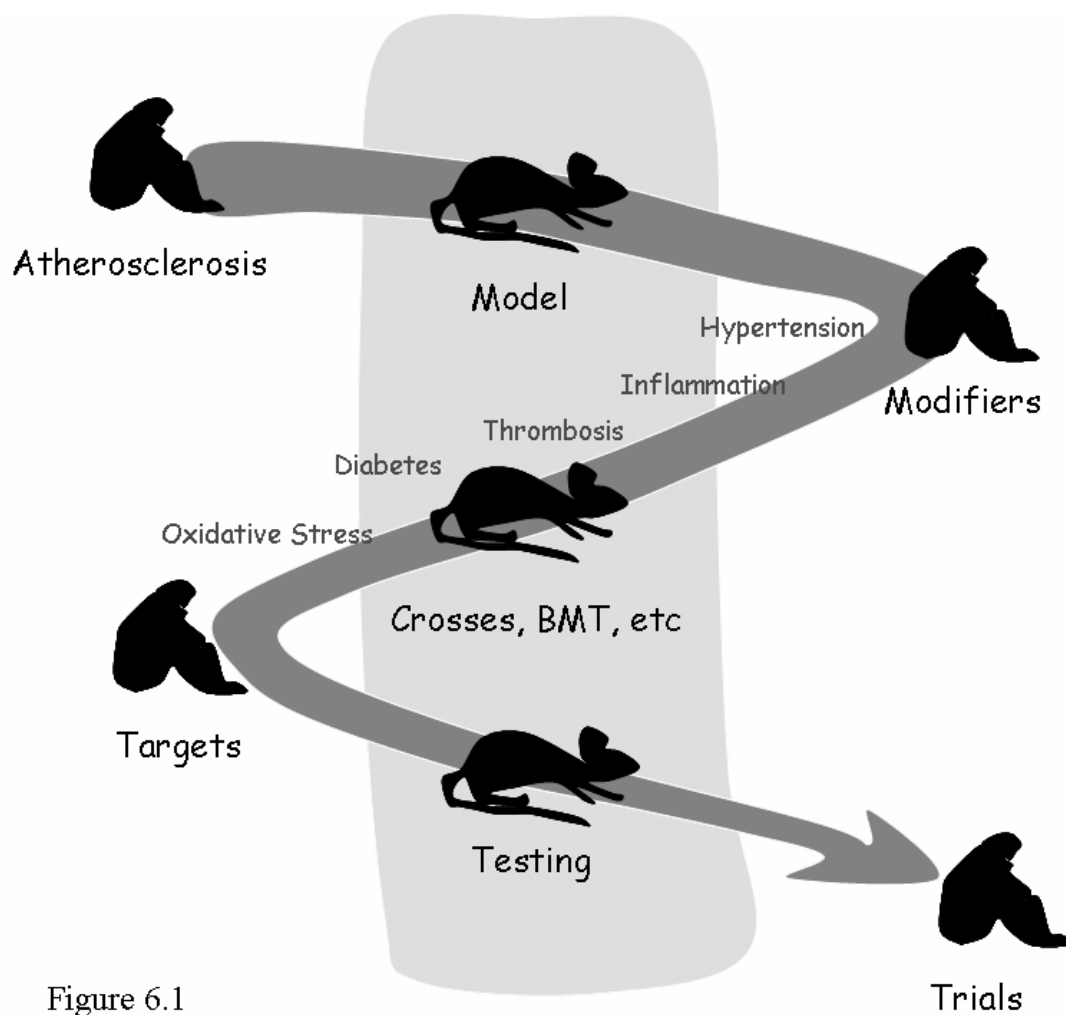 Atherosclerosis
Model
Hypertension
Inflammation
Modifiers
Thrombosis
Diabetes
Oxidative Stress
Crosses, BMT, etc
Targets
Testing
Figure 6.1
Trials